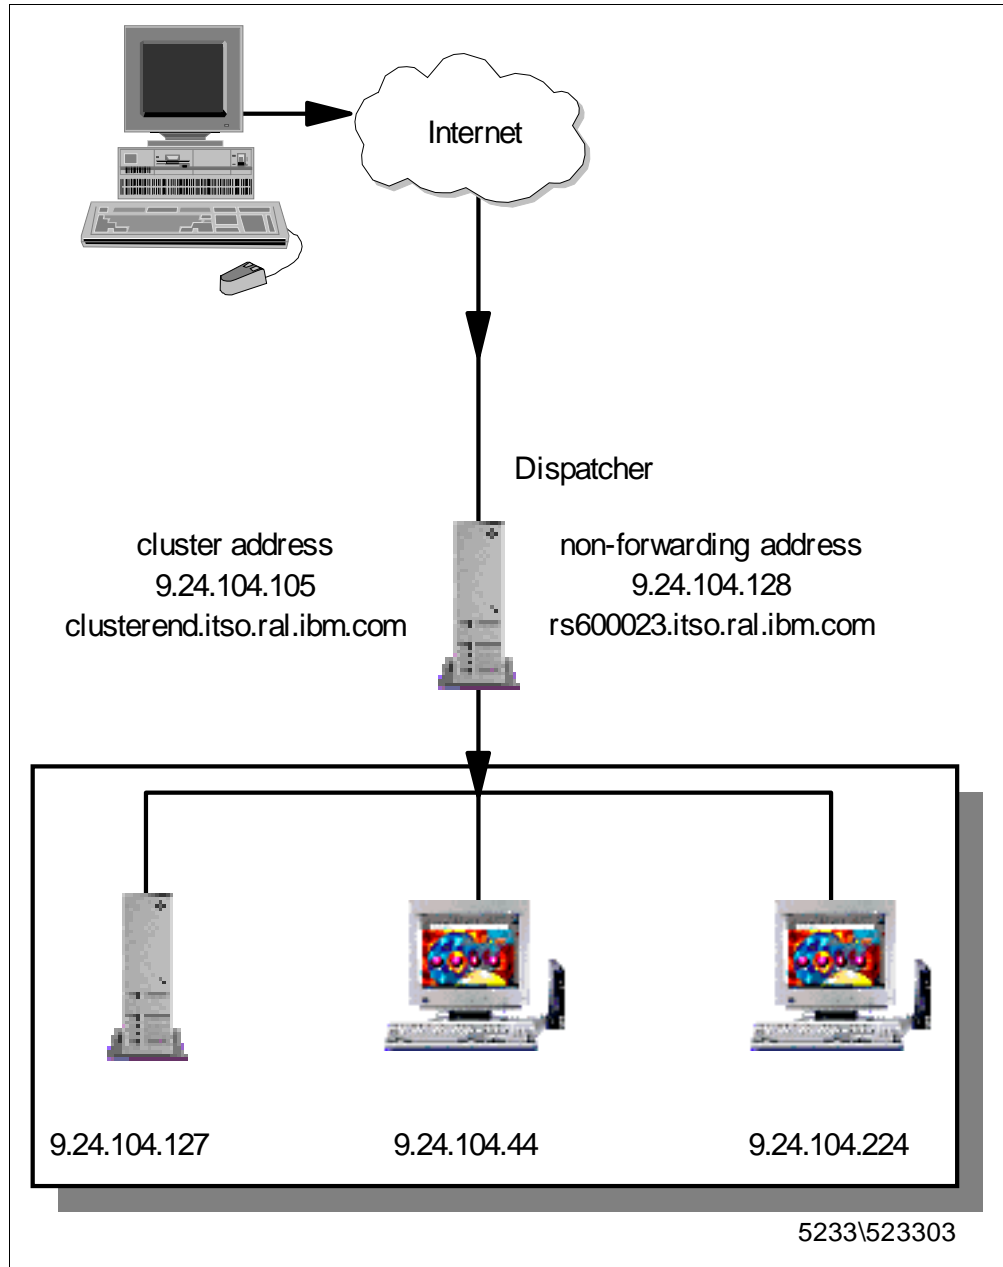 Internet
Dispatcher
cluster address
9.24.104.105
clusterend.itso.ral.ibm.com
non-forwarding address
9.24.104.128
rs600023.itso.ral.ibm.com
9.24.104.127
9.24.104.44
9.24.104.224
5233\523303